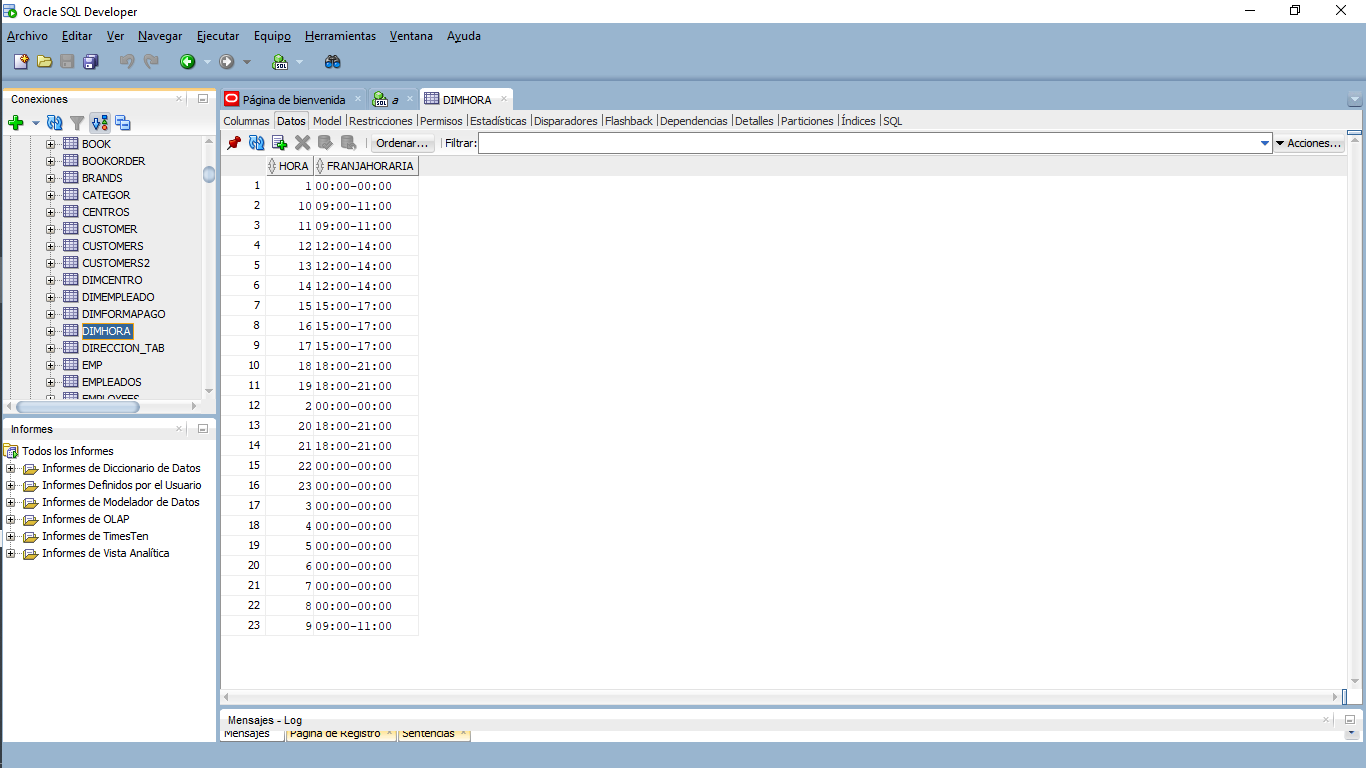 Oracle SQL Developer
Archivo Editar Ver Navegar Ejecutar Equipo Herramientas Ventana Ayuda
Conexiones
BOOK
BOOKORDER
BRANDS
CATEGOR
CENTROS
CUSTOMER
CUSTOMERS
CUSTOMERS2
DIMCENTRO
DIMEMPLEADO
DIMFORMAPAGO
DIMHORA
DIRECCION_TAB
EMP
EMPLEADOS
EMPLOYEES
Informes
Todos los Informes
Informes de Diccionario de Datos
Informes Definidos por el Usuario
Informes de Modelador de Datos
Informes de OLAP
Informes de TimesTen
Informes de Vista Analítica
Página de bienvenida a DIMHORA
Columnas Datos Model Restricciones Permisos Estadísticas Disparadores Flashback Dependencias Detalles Particiones Índices SQL
Ordenar... Filtrar: Acciones...
HORA FRANJAHORARIA
1 1 00:00-00:00
2 10 09:00-11:00
3 11 09:00-11:00
4 12 12:00-14:00
5 13 12:00-14:00
6 14 12:00-14:00
7 15 15:00-17:00
8 16 15:00-17:00
9 17 15:00-17:00
10 18 18:00-21:00
11 19 18:00-21:00
12 2 00:00-00:00
13 20 18:00-21:00
14 21 18:00-21:00
15 22 00:00-00:00
16 23 00:00-00:00
17 3 00:00-00:00
18 4 00:00-00:00
19 5 00:00-00:00
20 6 00:00-00:00
21 7 00:00-00:00
22 8 00:00-00:00
23 9 09:00-11:00
Mensajes - Log
Mensajes Página de Registro Sentencias